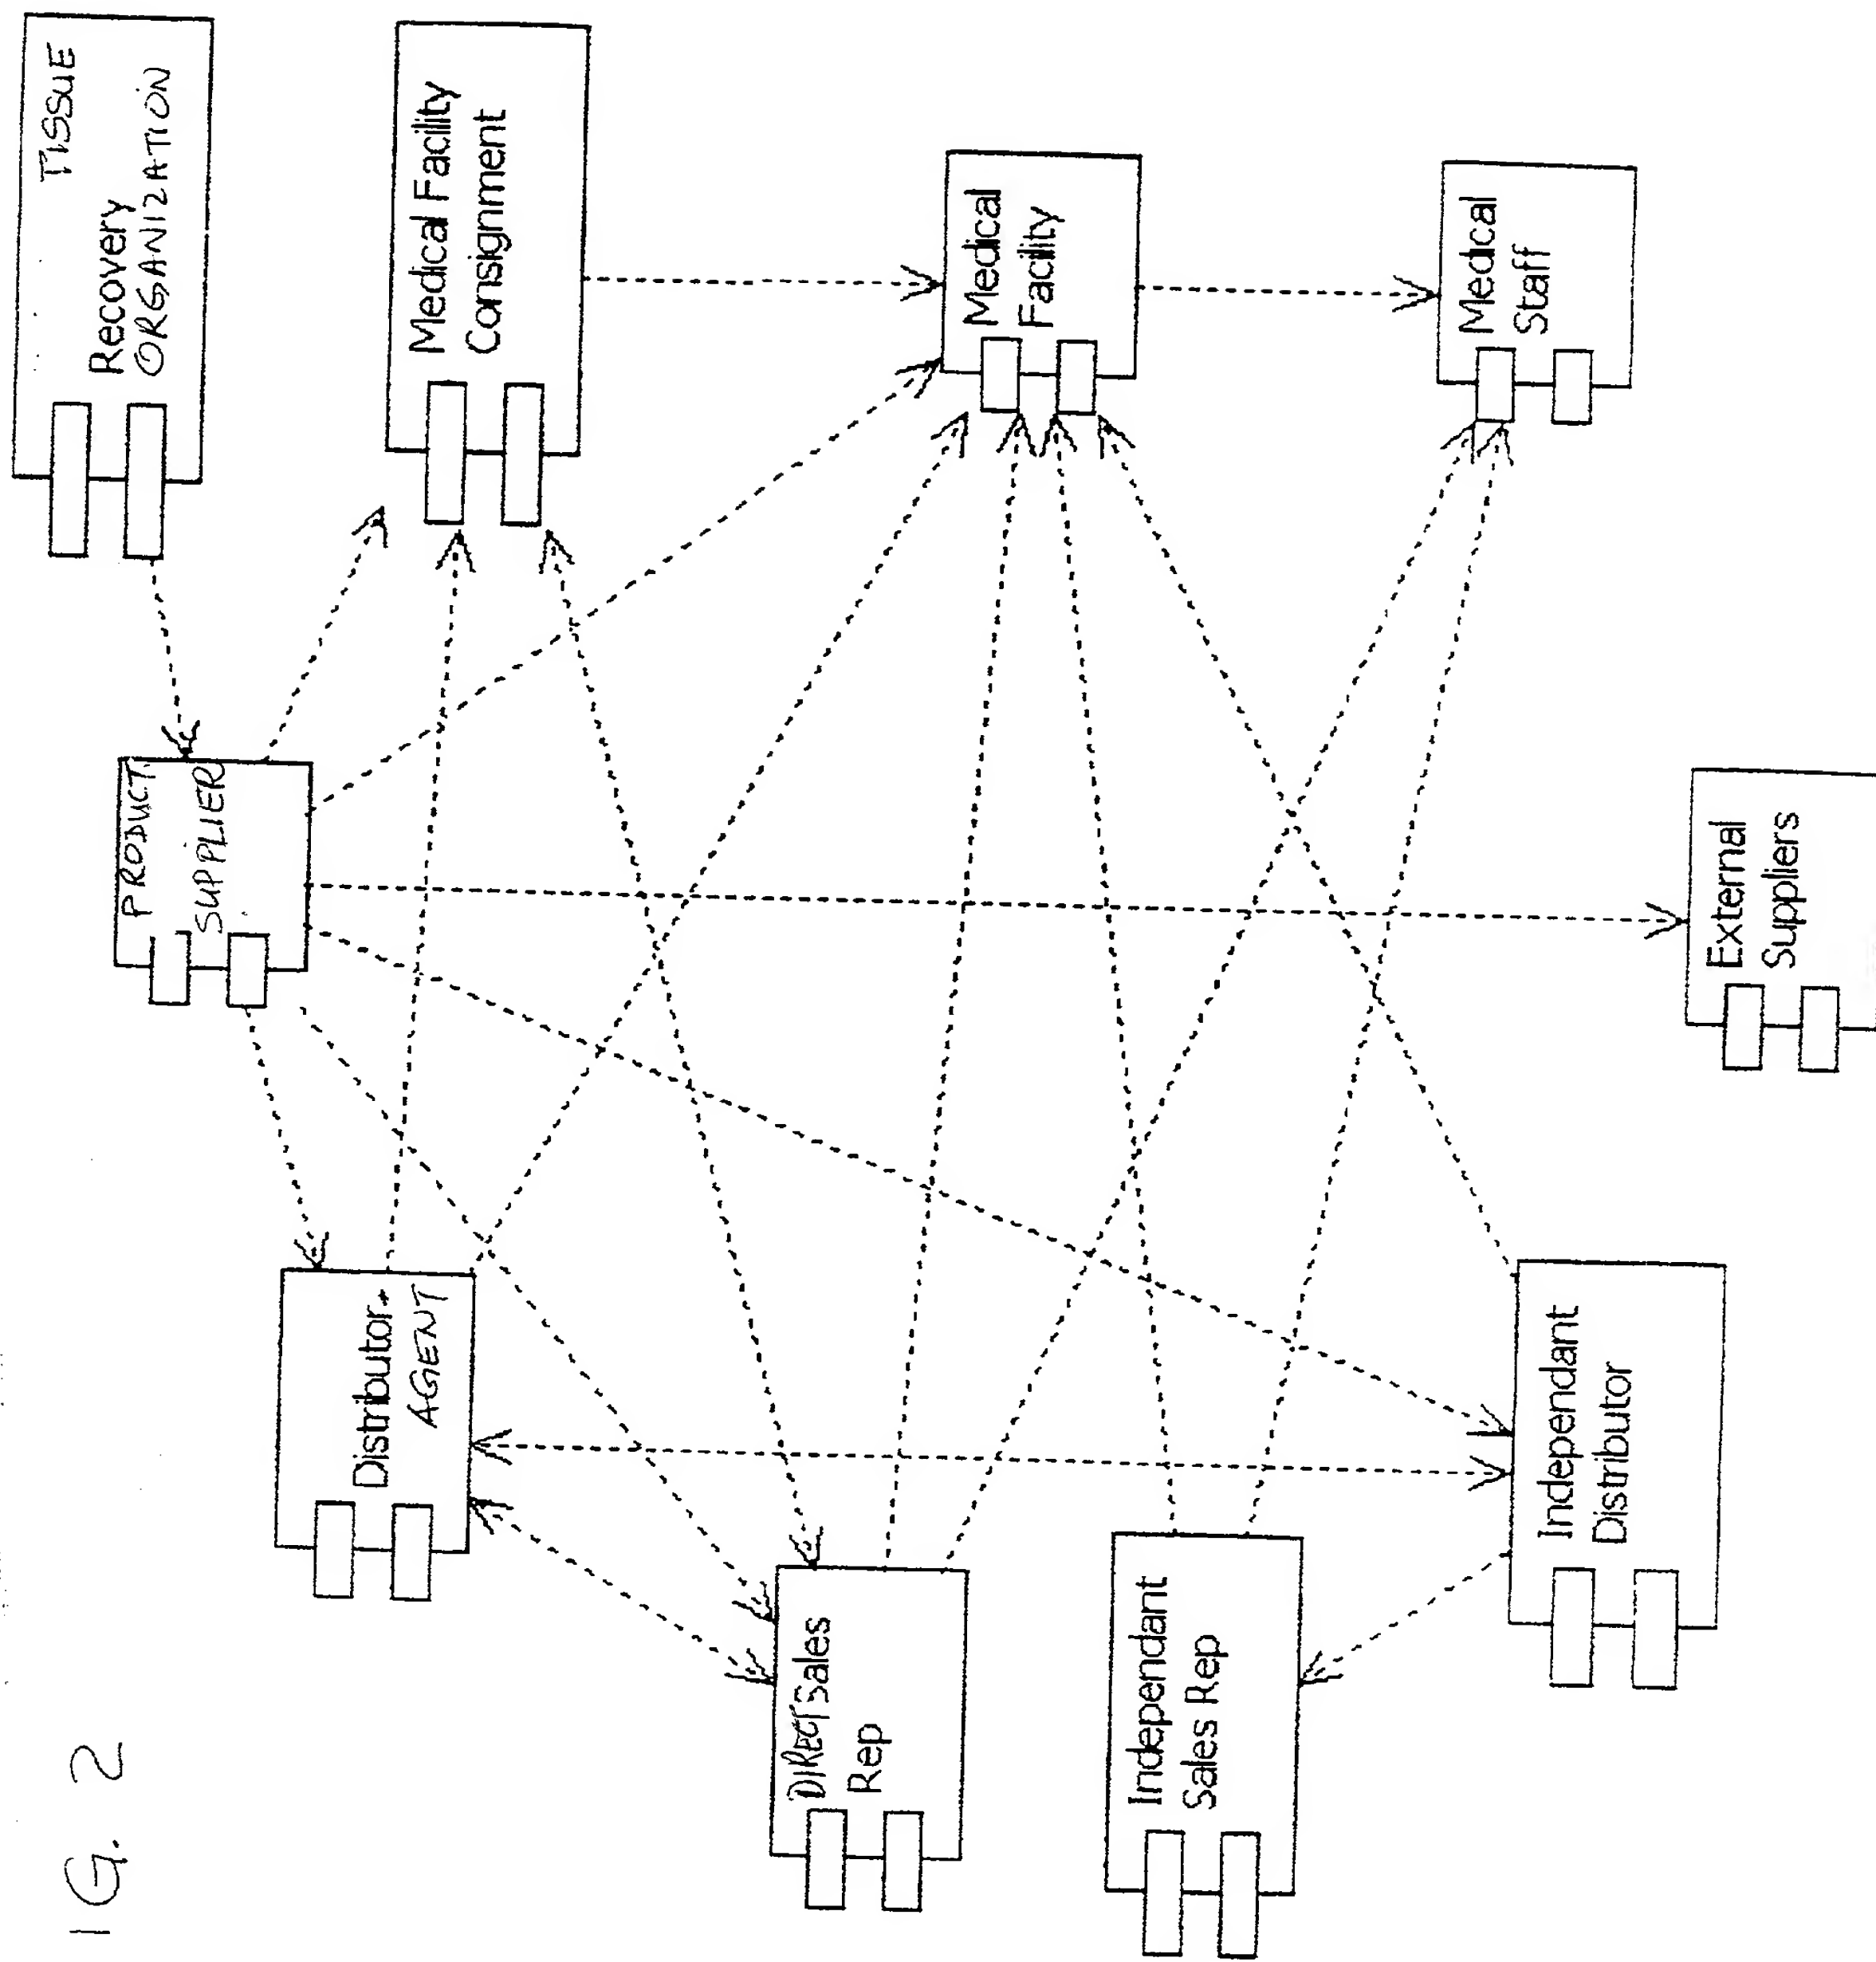 IG. 2
TISSUE
Recovery
ORGANIZATION
PRODUCT
SUPPLIER
Distributor
AGENT
Medical Facility
Consignment
DIRECT Sales
Rep
Medical
Facility
Independant
Sales Rep
Medical
Staff
Independant
Distributor
External
Suppliers